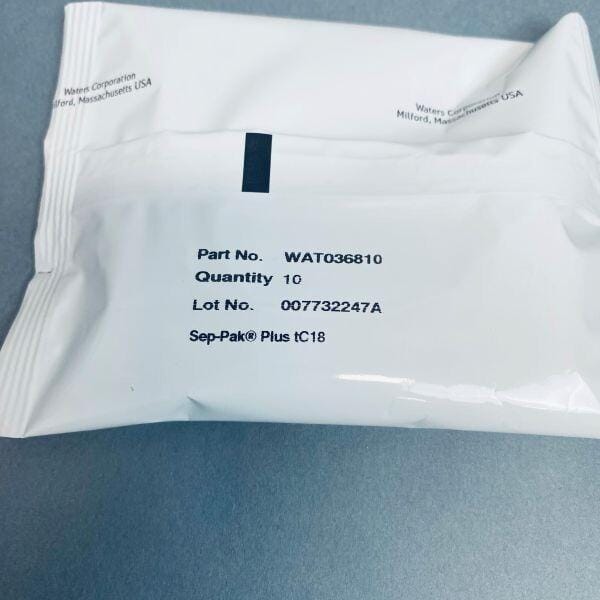 Waters Corporation
Milford, Massachusetts USA
Waters Corporation
Milford, Massachusetts USA
Part No. WAT036810
Quantity 10
Lot No. 007732247A
Sep-Pak® Plus tC18